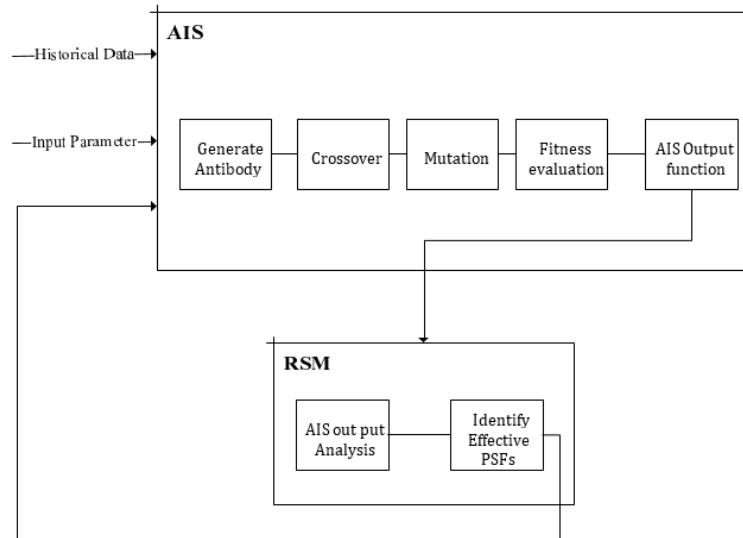 AIS
Historical Data
Input Parameter
Generate
Antibody
Crossover
Mutation
Fitness
evaluation
AIS Output
function
RSM
AIS out put
Analysis
Identify
Effective
PSFs